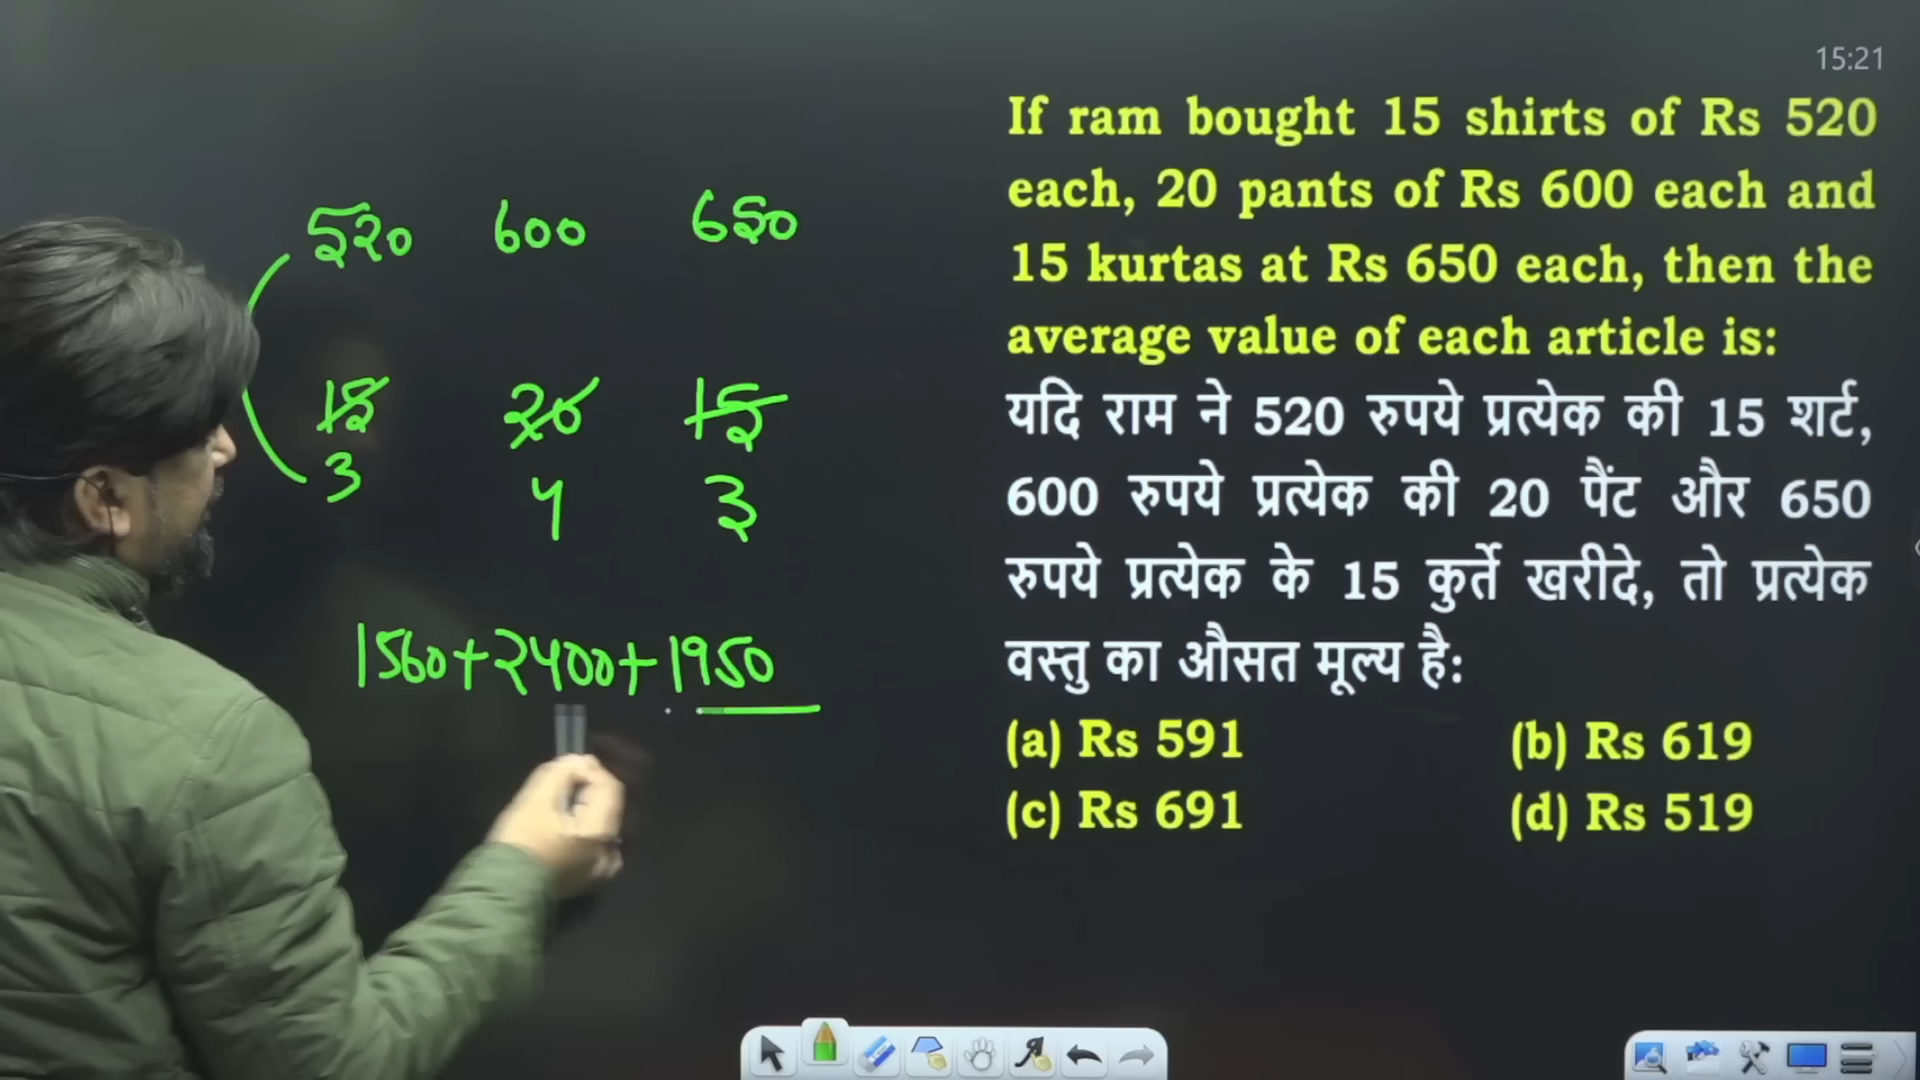 15:21
520 600 650
15 20 15
3 4 3
1560+2400+1950
If ram bought 15 shirts of Rs 520
each, 20 pants of Rs 600 each and
15 kurtas at Rs 650 each, then the
average value of each article is:
यदि राम ने 520 रुपये प्रत्येक की 15 शर्ट,
600 रुपये प्रत्येक की 20 पैंट और 650
रुपये प्रत्येक के 15 कुर्ते खरीदे, तो प्रत्येक
वस्तु का औसत मूल्य है:
(a) Rs 591 (b) Rs 619
(c) Rs 691 (d) Rs 519